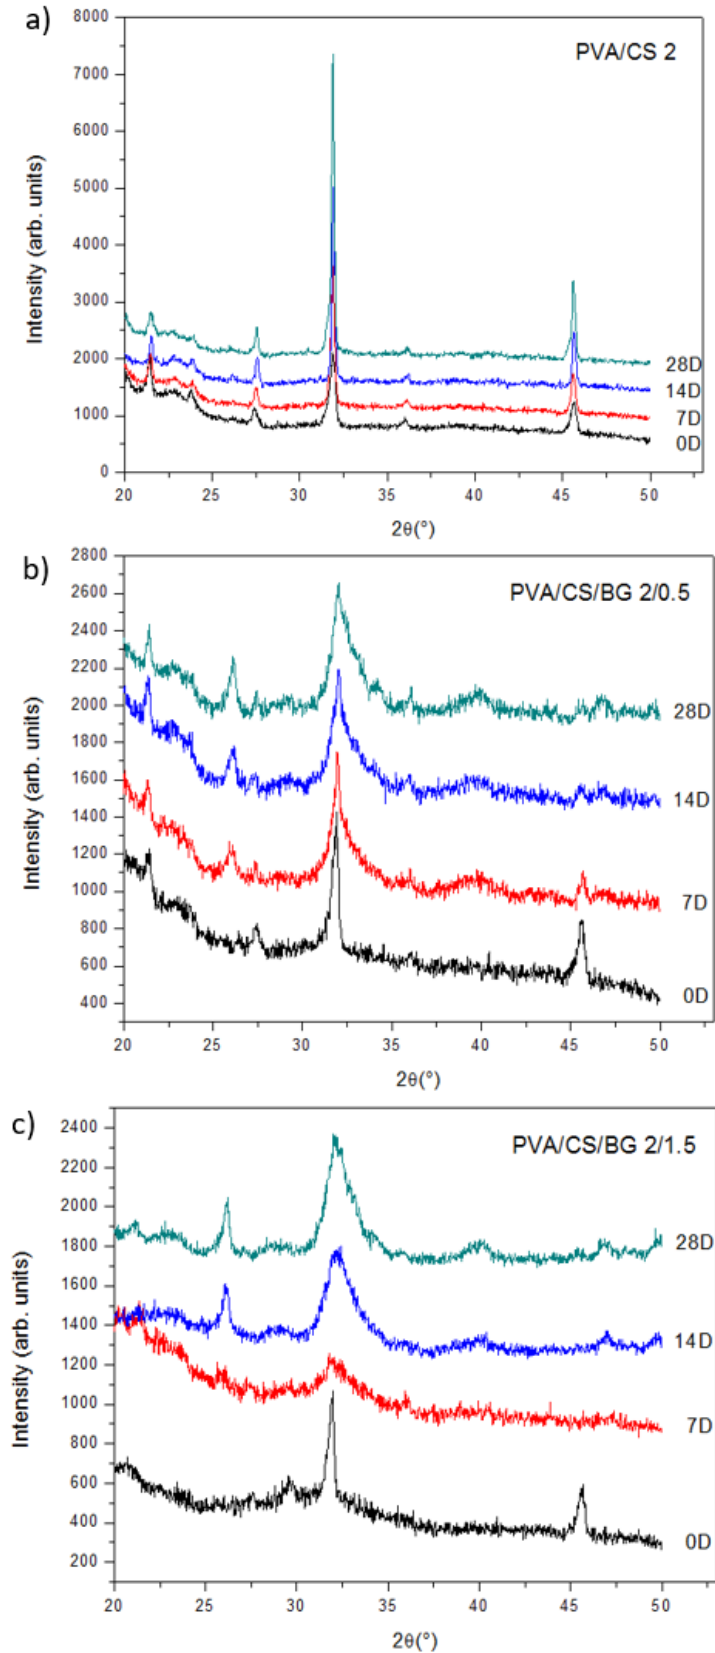 a)
PVA/CS 2
8000
7000
6000
5000
4000
3000
2000
1000
0
Intensity (arb. units)
28D
14D
7D
0D
20 25 30 35 40 45 50
2θ(°)
b)
PVA/CS/BG 2/0.5
2800
2600
2400
2200
2000
1800
1600
1400
1200
1000
800
600
400
Intensity (arb. units)
28D
14D
7D
0D
20 25 30 35 40 45 50
2θ(°)
c)
PVA/CS/BG 2/1.5
2400
2200
2000
1800
1600
1400
1200
1000
800
600
400
200
Intensity (arb. units)
28D
14D
7D
0D
20 25 30 35 40 45 50
2θ(°)